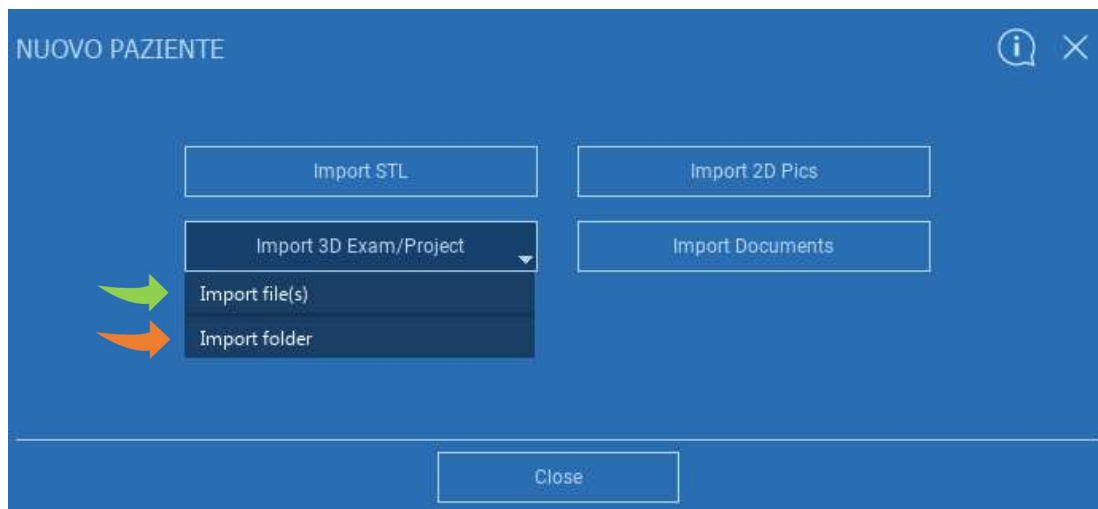 NUOVO PAZIENTE
Import STL
Import 2D Pics
Import 3D Exam/Project
Import Documents
Import file(s)
Import folder
Close